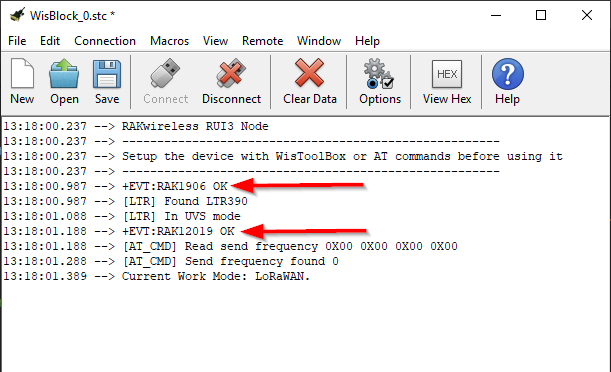 WisBlock_0.stc *
File Edit Connection Macros View Remote Window Help
New Open Save Connect Disconnect Clear Data Options HEX View Hex ? Help
13:18:00.237 --> RAKwireless RUI3 Node
13:18:00.237 --> ------------------------------------------------------
13:18:00.237 --> Setup the device with WisToolBox or AT commands before using it
13:18:00.237 --> ------------------------------------------------------
13:18:00.987 --> +EVT:RAK1906 OK
13:18:00.987 --> [LTR] Found LTR390
13:18:01.088 --> [LTR] In UVS mode
13:18:01.188 --> +EVT:RAK12019 OK
13:18:01.188 --> [AT_CMD] Read send frequency 0X00 0X00 0X00 0X00
13:18:01.288 --> [AT_CMD] Send frequency found 0
13:18:01.389 --> Current Work Mode: LoRaWAN.